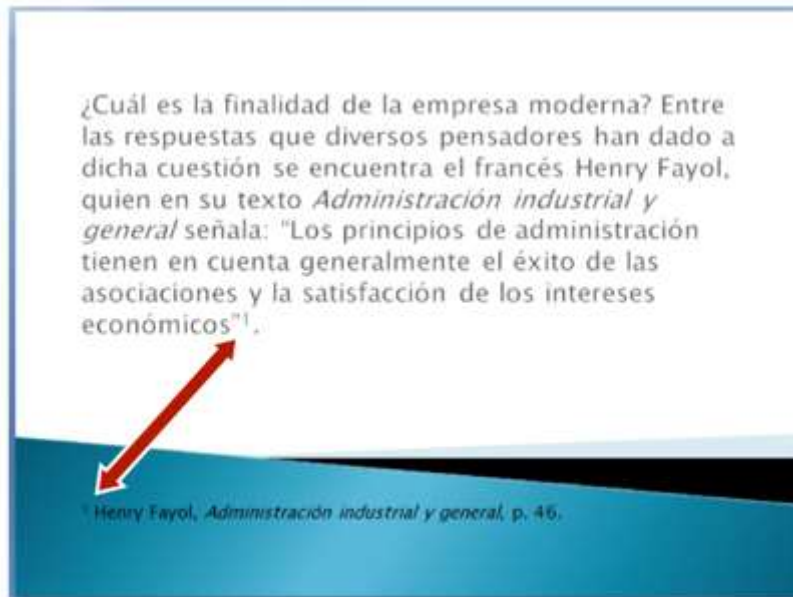 ¿Cuál es la finalidad de la empresa moderna? Entre
las respuestas que diversos pensadores han dado a
dicha cuestión se encuentra el francés Henry Fayol,
quien en su texto Administración industrial y
general señala: "Los principios de administración
tienen en cuenta generalmente el éxito de las
asociaciones y la satisfacción de los intereses
económicos"¹.
¹ Henry Fayol, Administración industrial y general, p. 46.